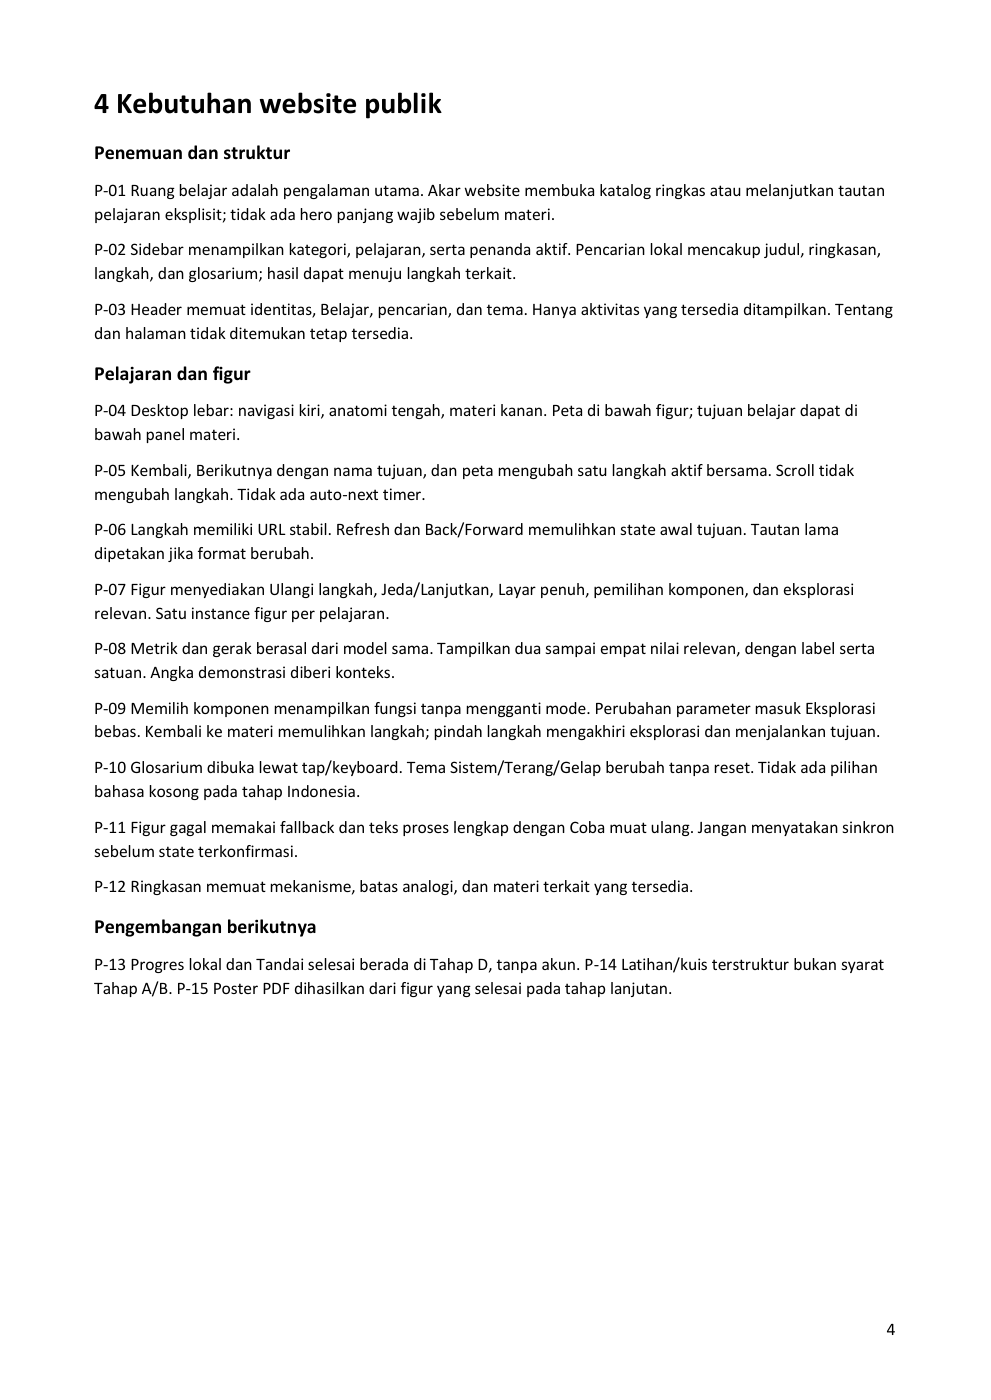 4 Kebutuhan website publik
Penemuan dan struktur
P-01 Ruang belajar adalah pengalaman utama. Akar website membuka katalog ringkas atau melanjutkan tautan
pelajaran eksplisit; tidak ada hero panjang wajib sebelum materi.
P-02 Sidebar menampilkan kategori, pelajaran, serta penanda aktif. Pencarian lokal mencakup judul, ringkasan,
langkah, dan glosarium; hasil dapat menuju langkah terkait.
P-03 Header memuat identitas, Belajar, pencarian, dan tema. Hanya aktivitas yang tersedia ditampilkan. Tentang
dan halaman tidak ditemukan tetap tersedia.
Pelajaran dan figur
P-04 Desktop lebar: navigasi kiri, anatomi tengah, materi kanan. Peta di bawah figur; tujuan belajar dapat di
bawah panel materi.
P-05 Kembali, Berikutnya dengan nama tujuan, dan peta mengubah satu langkah aktif bersama. Scroll tidak
mengubah langkah. Tidak ada auto-next timer.
P-06 Langkah memiliki URL stabil. Refresh dan Back/Forward memulihkan state awal tujuan. Tautan lama
dipetakan jika format berubah.
P-07 Figur menyediakan Ulangi langkah, Jeda/Lanjutkan, Layar penuh, pemilihan komponen, dan eksplorasi
relevan. Satu instance figur per pelajaran.
P-08 Metrik dan gerak berasal dari model sama. Tampilkan dua sampai empat nilai relevan, dengan label serta
satuan. Angka demonstrasi diberi konteks.
P-09 Memilih komponen menampilkan fungsi tanpa mengganti mode. Perubahan parameter masuk Eksplorasi
bebas. Kembali ke materi memulihkan langkah; pindah langkah mengakhiri eksplorasi dan menjalankan tujuan.
P-10 Glosarium dibuka lewat tap/keyboard. Tema Sistem/Terang/Gelap berubah tanpa reset. Tidak ada pilihan
bahasa kosong pada tahap Indonesia.
P-11 Figur gagal memakai fallback dan teks proses lengkap dengan Coba muat ulang. Jangan menyatakan sinkron
sebelum state terkonfirmasi.
P-12 Ringkasan memuat mekanisme, batas analogi, dan materi terkait yang tersedia.
Pengembangan berikutnya
P-13 Progres lokal dan Tandai selesai berada di Tahap D, tanpa akun. P-14 Latihan/kuis terstruktur bukan syarat
Tahap A/B. P-15 Poster PDF dihasilkan dari figur yang selesai pada tahap lanjutan.
4